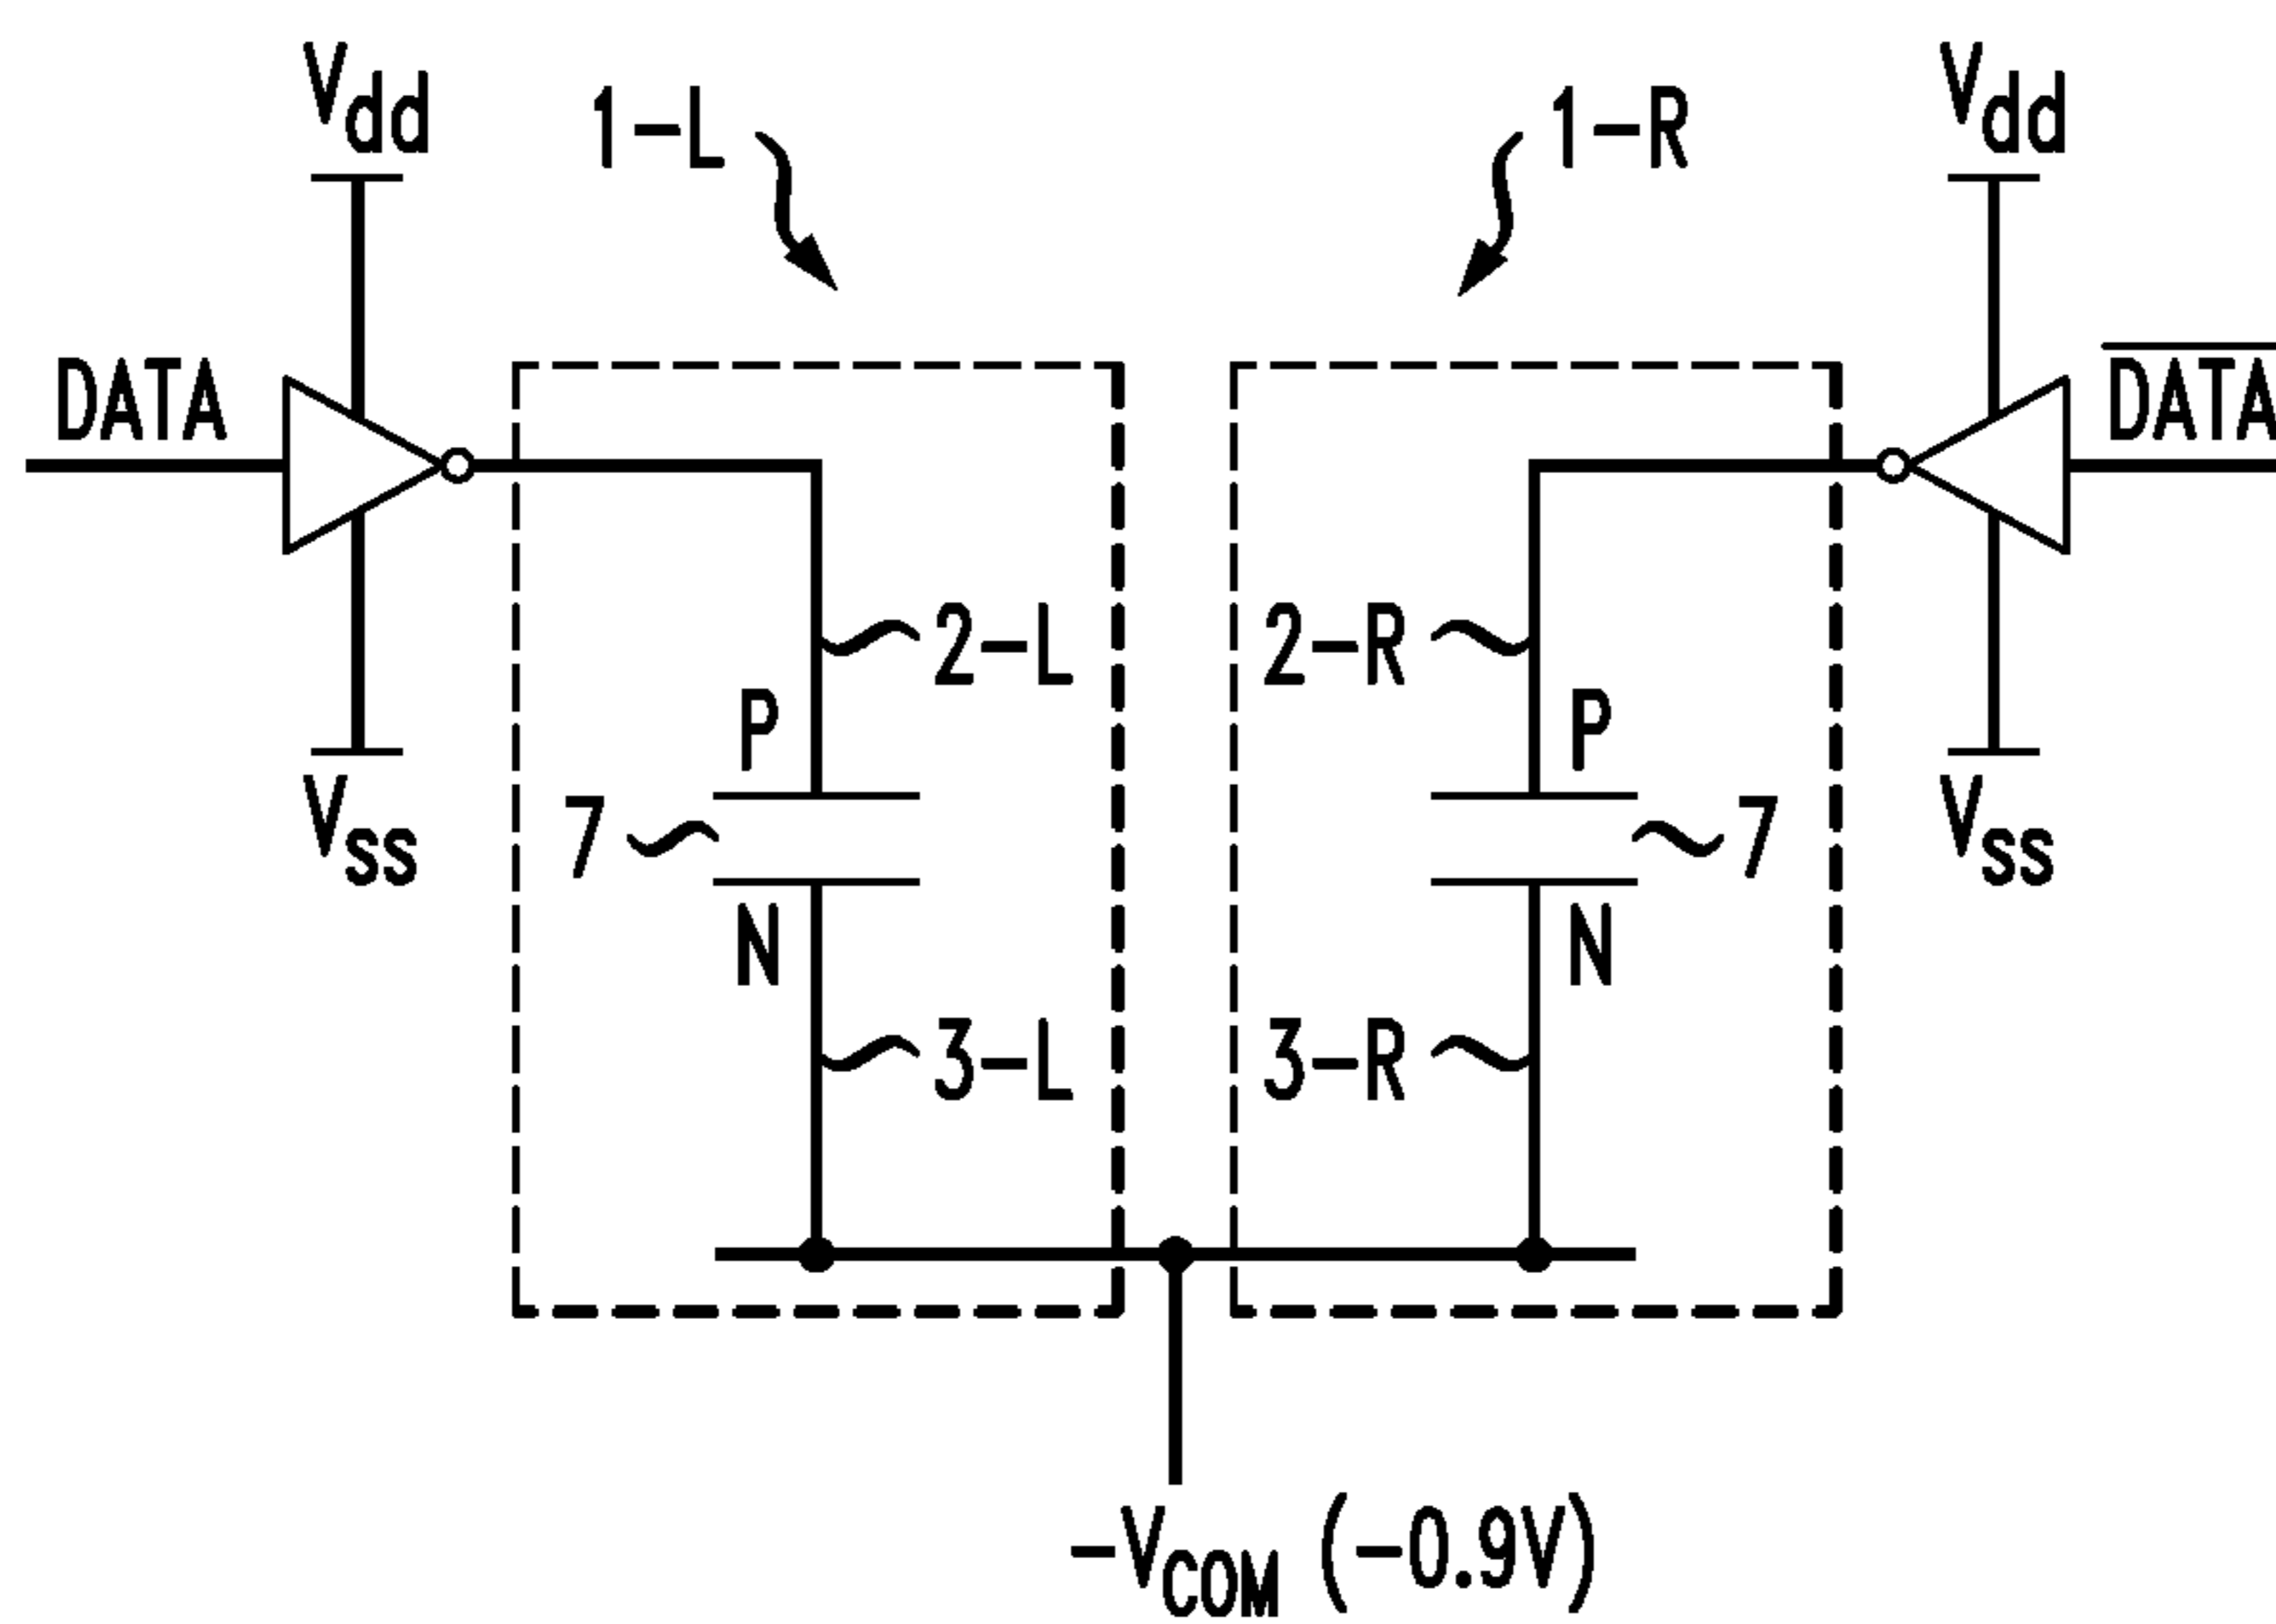 Vdd
1-L
1-R
Vdd
DATA
DATA
2-L
2-R
P
P
7
7
Vss
Vss
N
N
3-L
3-R
-VCOM (-0.9V)